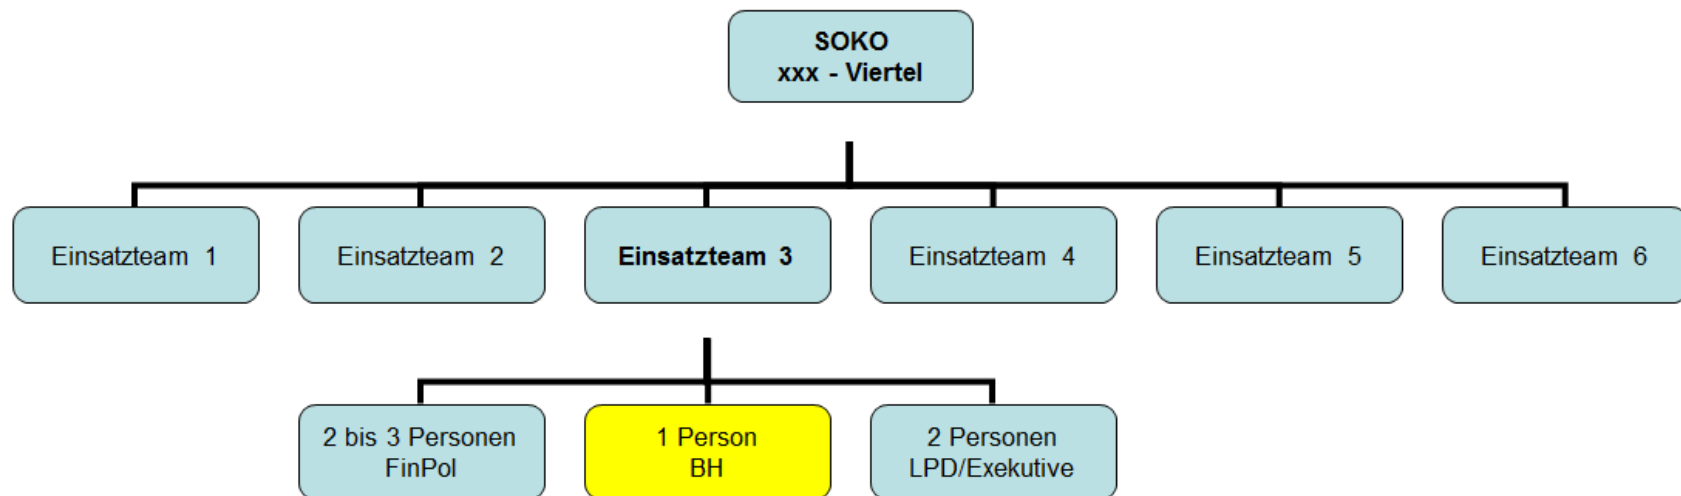 SOKO
xxx - Viertel
Einsatzteam 1
Einsatzteam 2
Einsatzteam 3
Einsatzteam 4
Einsatzteam 5
Einsatzteam 6
2 bis 3 Personen
FinPol
1 Person
BH
2 Personen
LPD/Exekutive